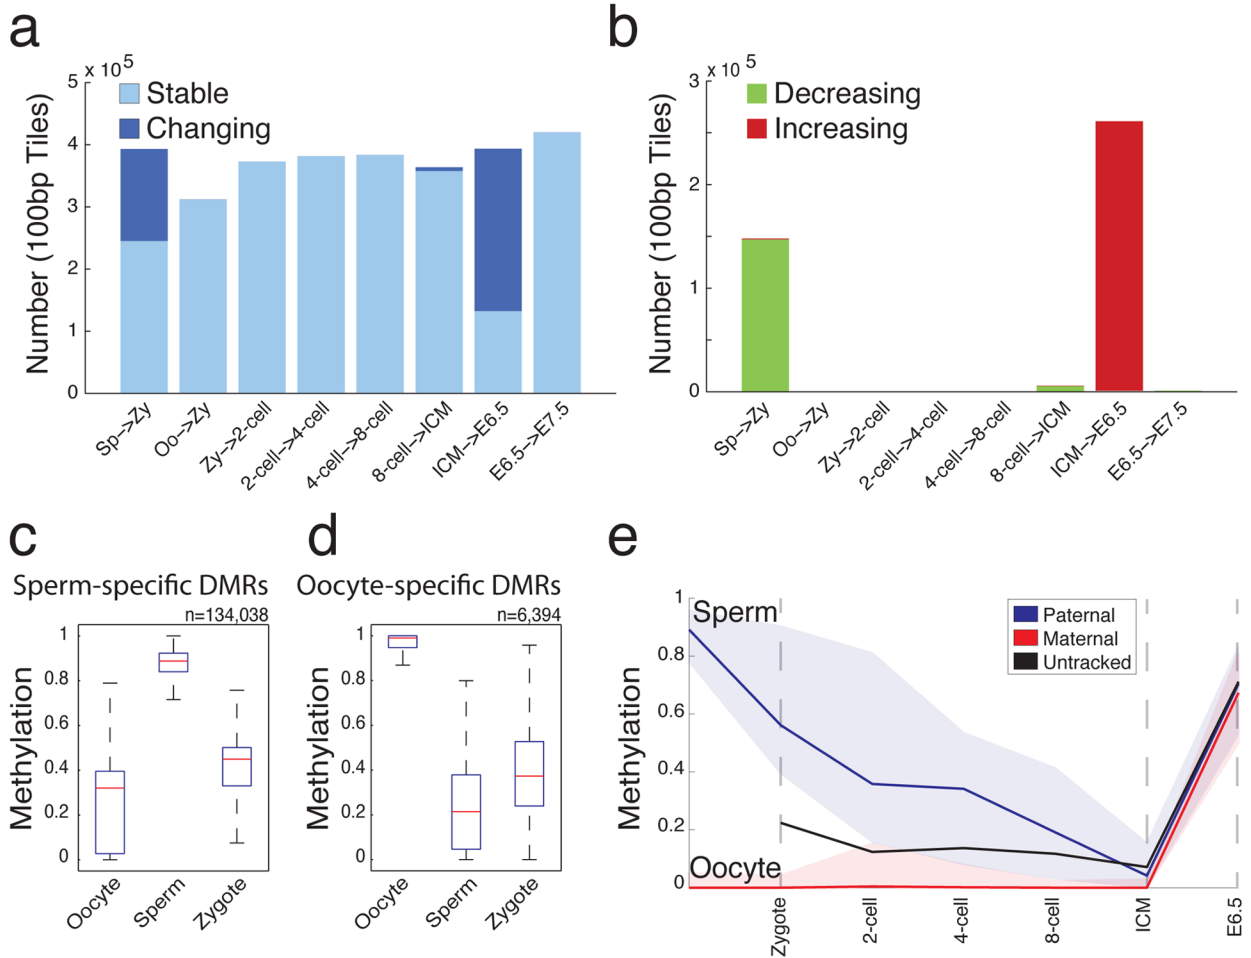 a
x 10⁵
Number (100bp Tiles)
5
4
3
2
1
0
Stable
Changing
Sp->Zy
Oo->Zy
Zy->2-cell
2-cell->4-cell
4-cell->8-cell
8-cell->ICM
ICM->E6.5
E6.5->E7.5
b
x 10⁵
Number (100bp Tiles)
3
2
1
0
Decreasing
Increasing
Sp->Zy
Oo->Zy
Zy->2-cell
2-cell->4-cell
4-cell->8-cell
8-cell->ICM
ICM->E6.5
E6.5->E7.5
c
Sperm-specific DMRs
n=134,038
Methylation
1
0.8
0.6
0.4
0.2
0
Oocyte
Sperm
Zygote
d
Oocyte-specific DMRs
n=6,394
Methylation
1
0.8
0.6
0.4
0.2
0
Oocyte
Sperm
Zygote
e
Methylation
1
0.8
0.6
0.4
0.2
0
Sperm
Oocyte
Paternal
Maternal
Untracked
Zygote
2-cell
4-cell
8-cell
ICM
E6.5